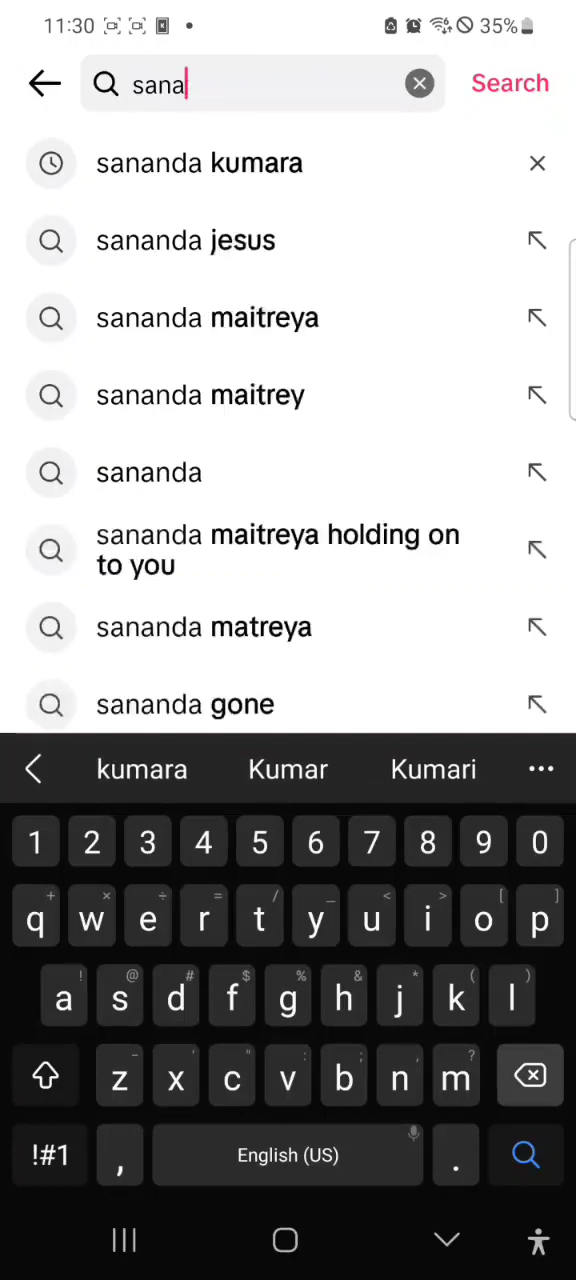 11:30 35%
sana Search
sananda kumara
sananda jesus
sananda maitreya
sananda maitrey
sananda
sananda maitreya holding on
to you
sananda matreya
sananda gone
kumara Kumar Kumari ...
1 2 3 4 5 6 7 8 9 0
+ × ÷ = / _ < > [ ]
q w e r t y u i o p
! @ # $ % & * ( )
a s d f g h j k l
- ' " : ; , ?
z x c v b n m
!#1 , English (US) .